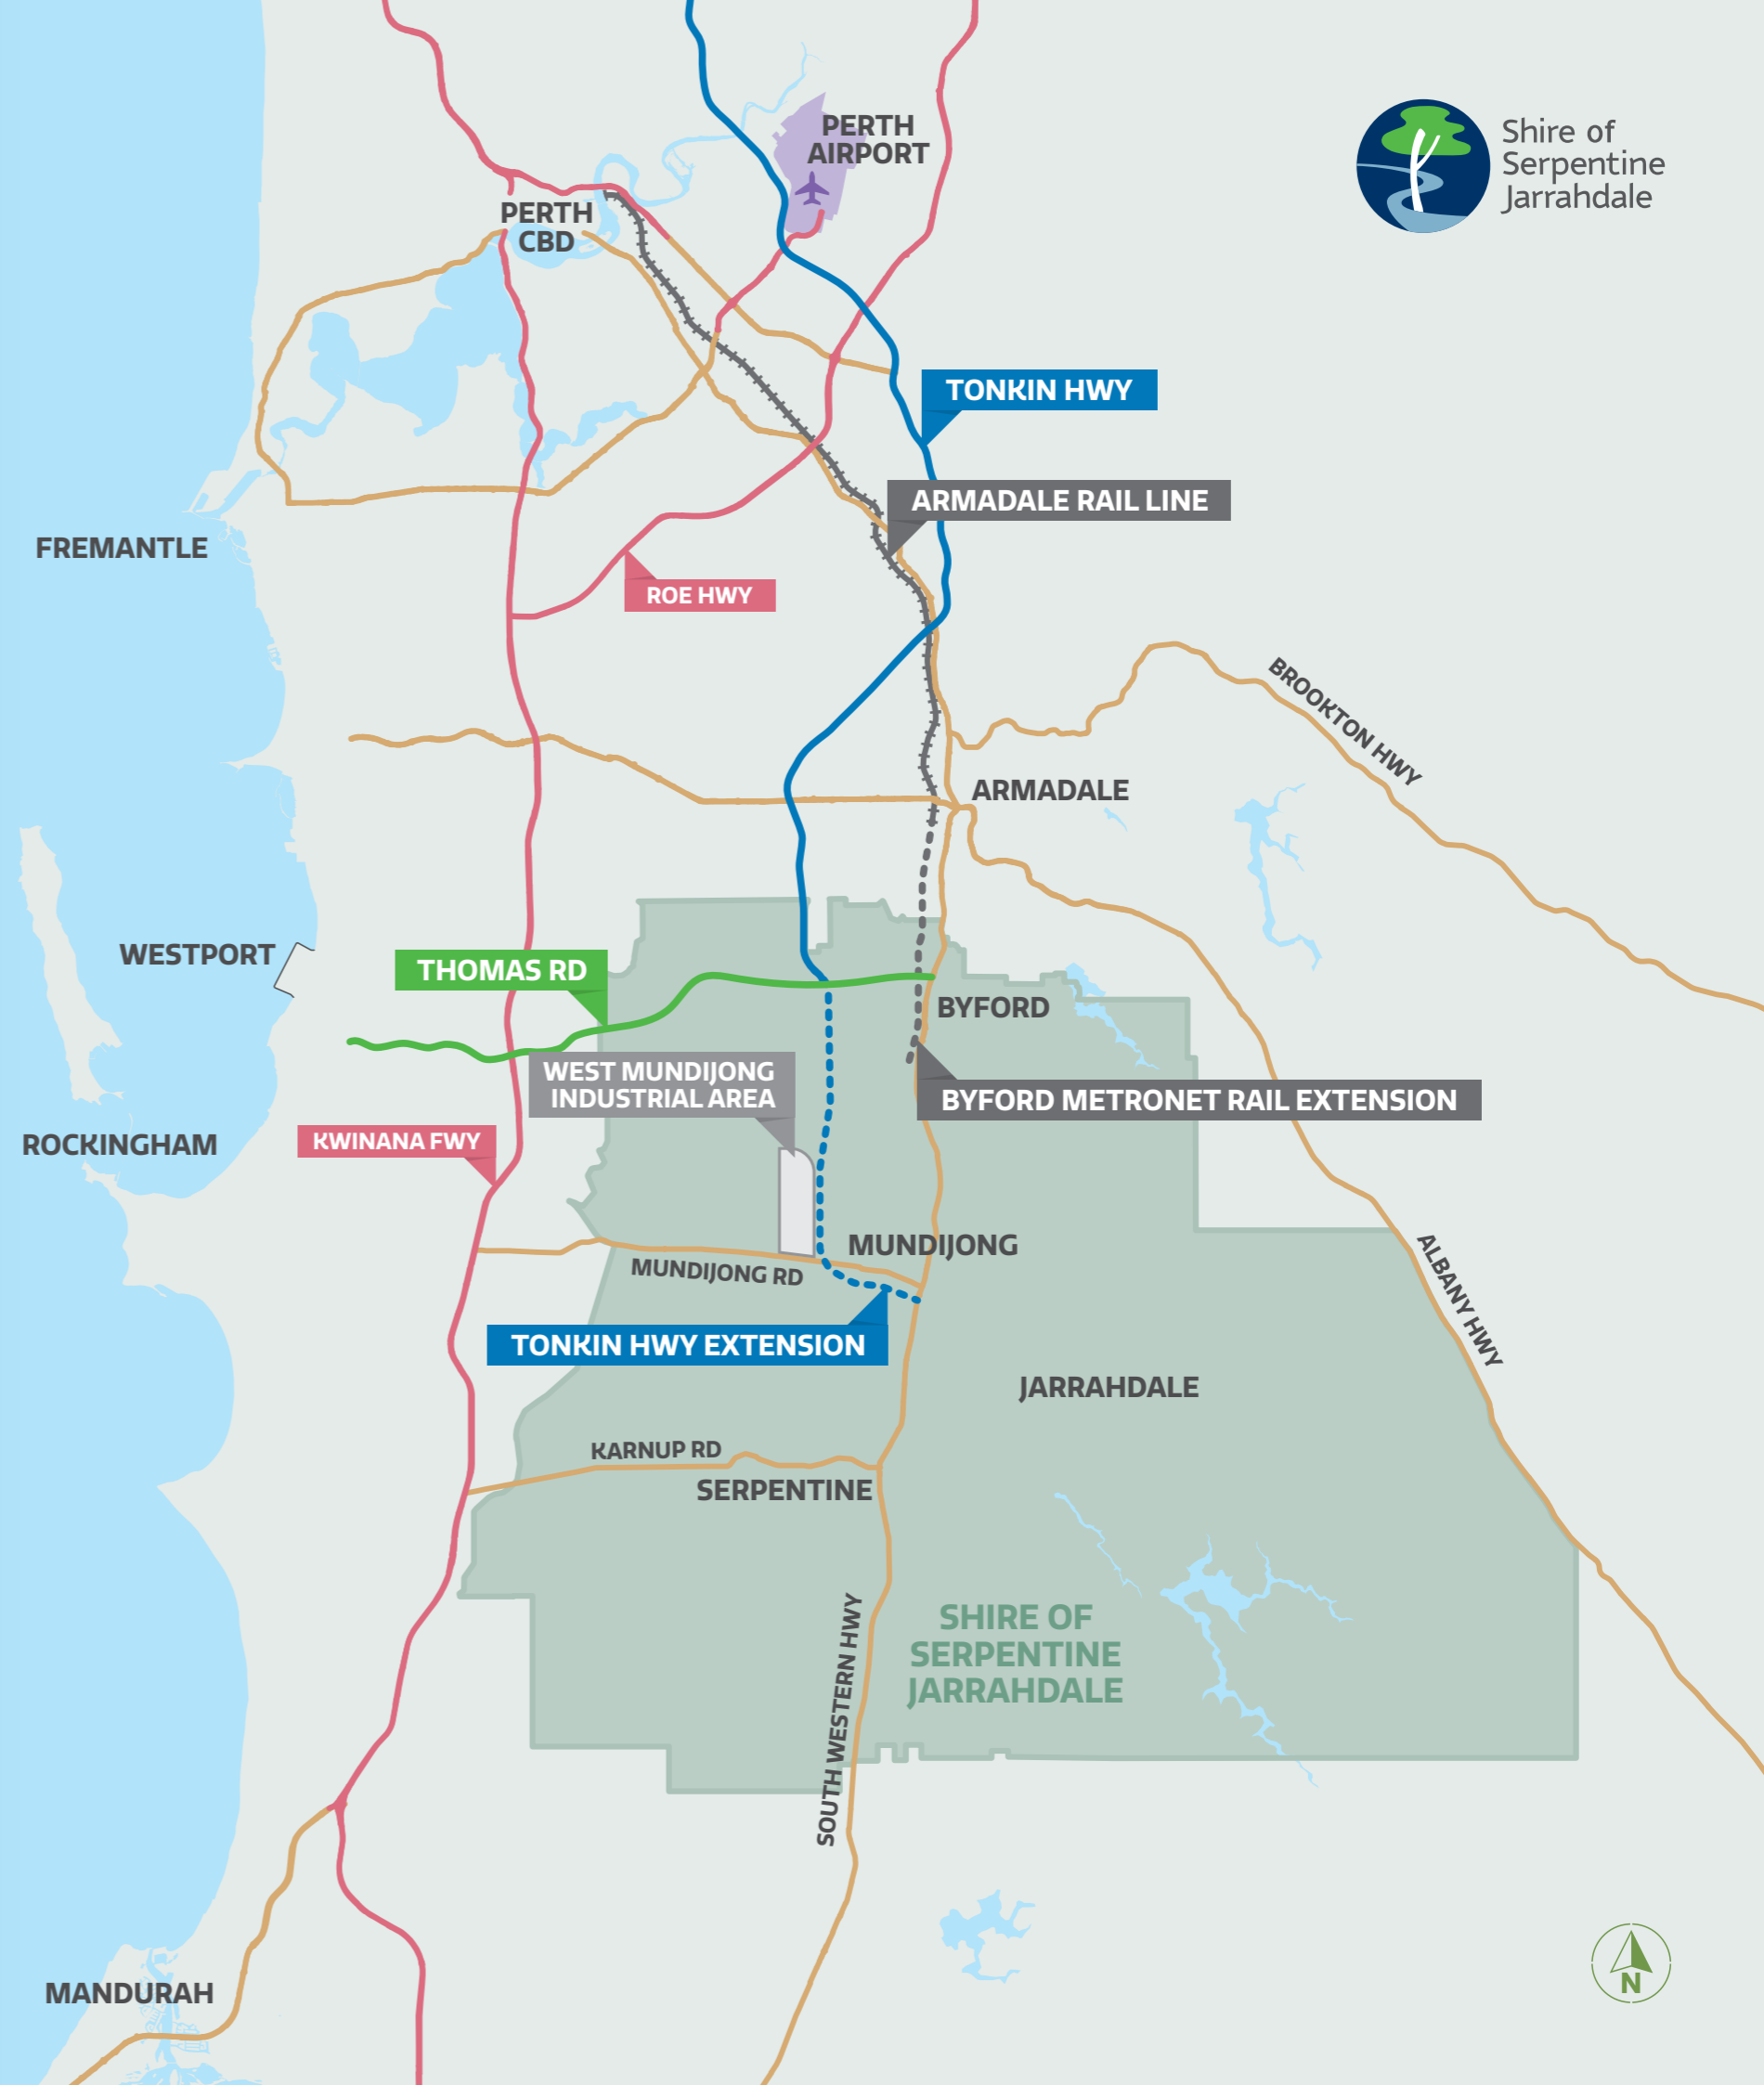 PERTH
AIRPORT
Shire of
Serpentine
Jarrahdale
PERTH
CBD
TONKIN HWY
ARMADALE RAIL LINE
FREMANTLE
ROE HWY
BROOKTON HWY
ARMADALE
WESTPORT
THOMAS RD
BYFORD
WEST MUNDIJONG
INDUSTRIAL AREA
BYFORD METRONET RAIL EXTENSION
ROCKINGHAM
KWINANA FWY
MUNDIJONG
MUNDIJONG RD
ALBANY HWY
TONKIN HWY EXTENSION
JARRAHDALE
KARNUP RD
SERPENTINE
SHIRE OF
SERPENTINE
JARRAHDALE
SOUTH WESTERN HWY
MANDURAH
N